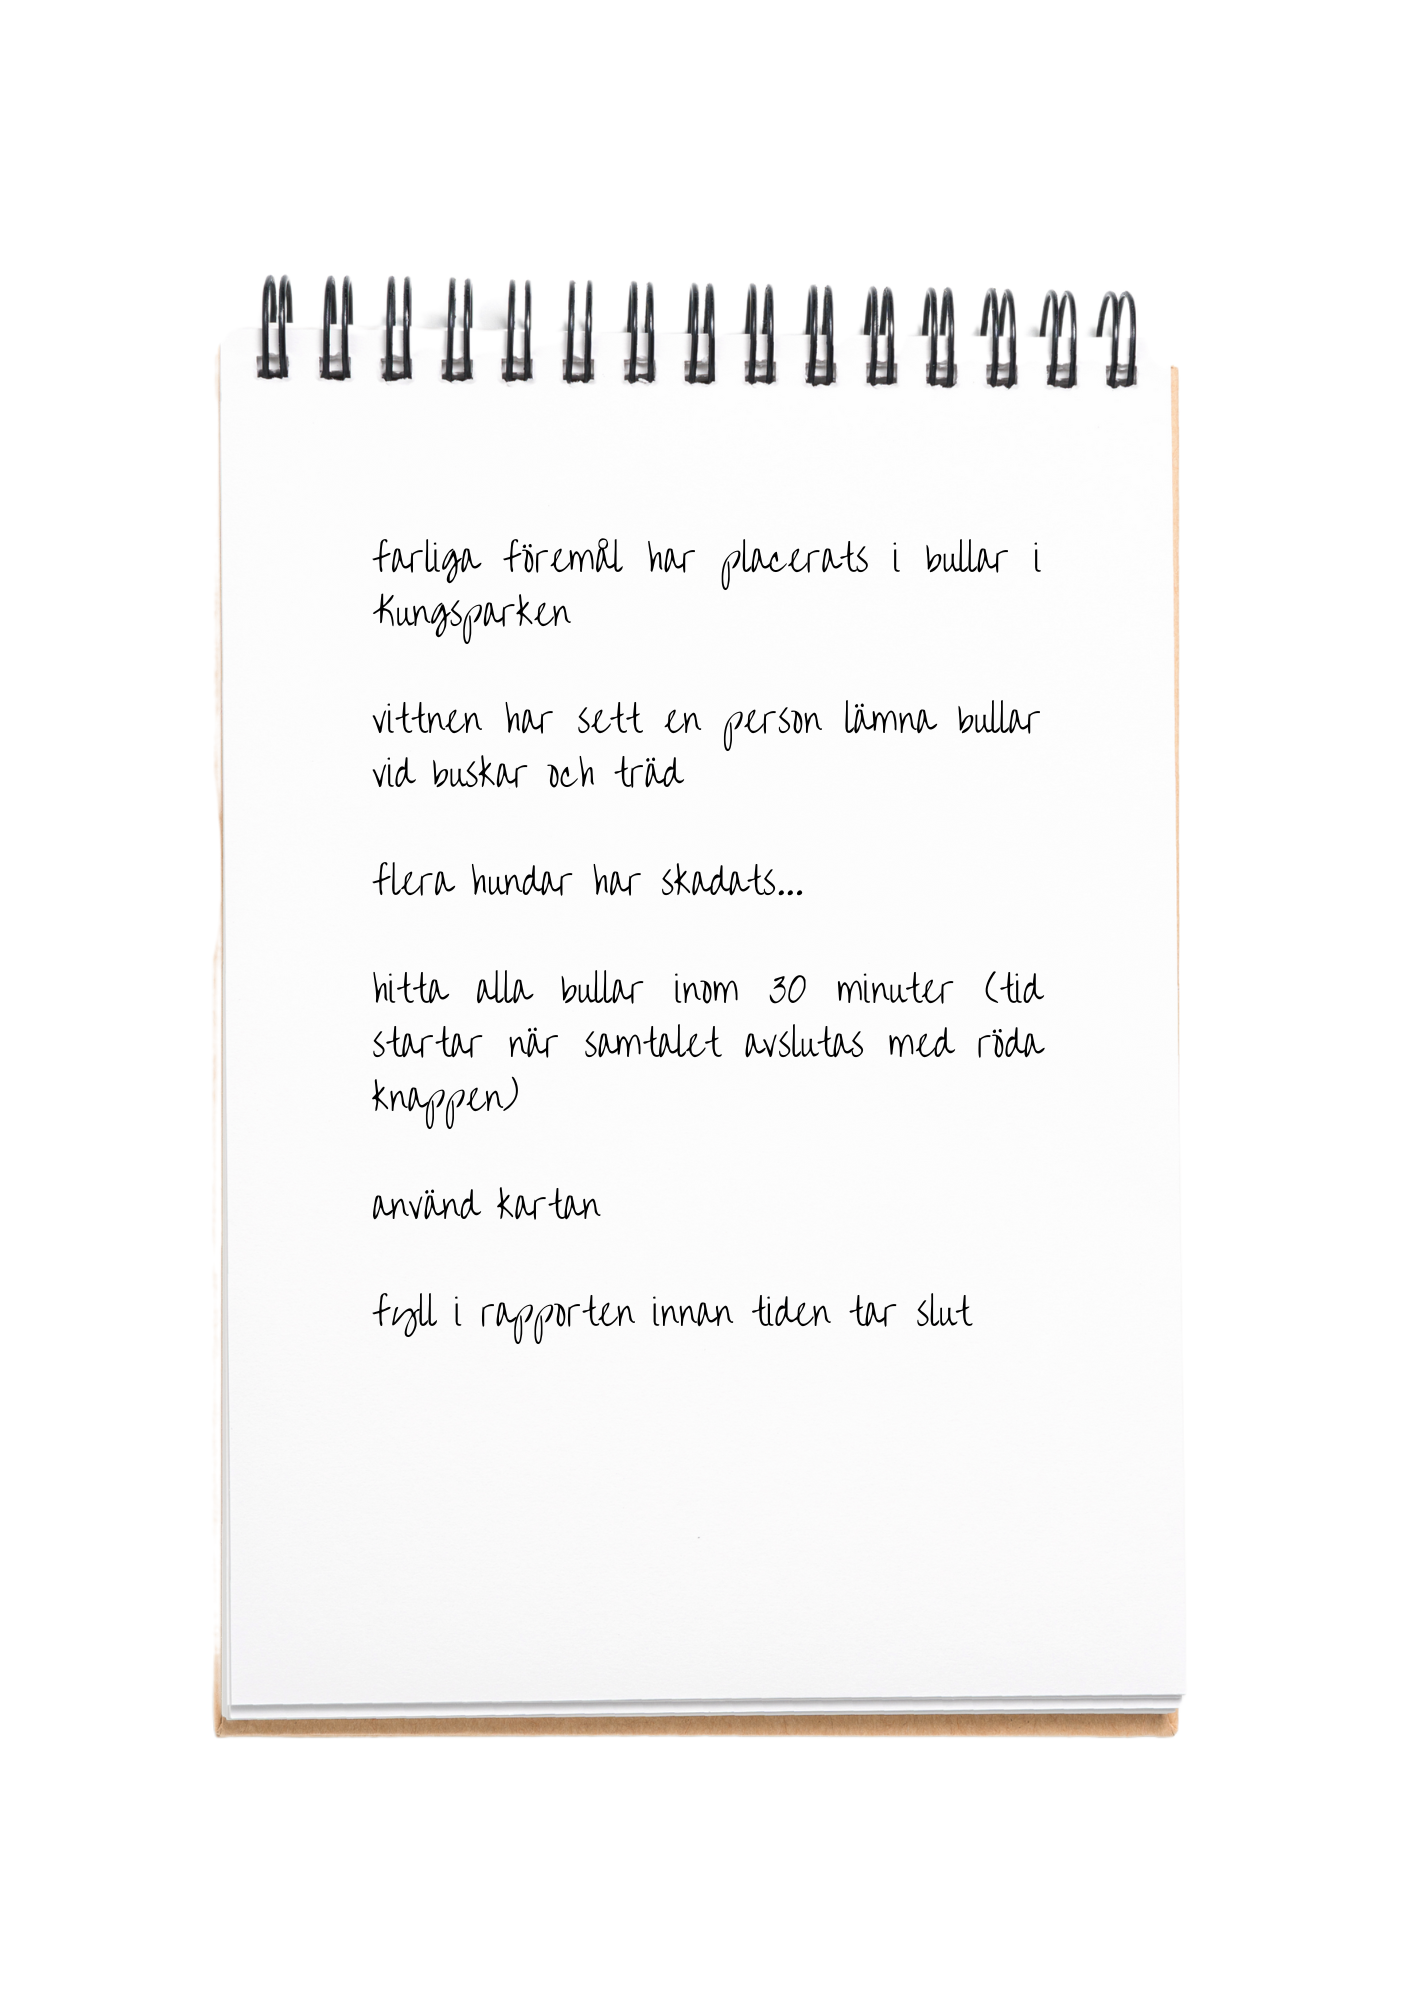 farliga föremål har placerats i bullar i
Kungsparken
vittnen har sett en person lämna bullar
vid buskar och träd
flera hundar har skadats...
hitta alla bullar inom 30 minuter (tid
startar när samtalet avslutas med röda
knappen)
använd kartan
fyll i rapporten innan tiden tar slut